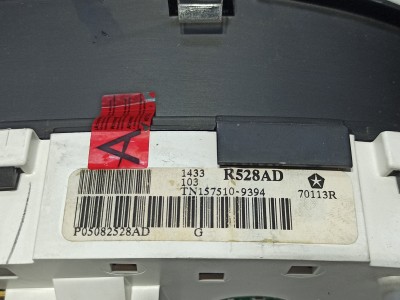 A
1433 R528AD
103
TN157510-9394 70113R
P05082528AD G